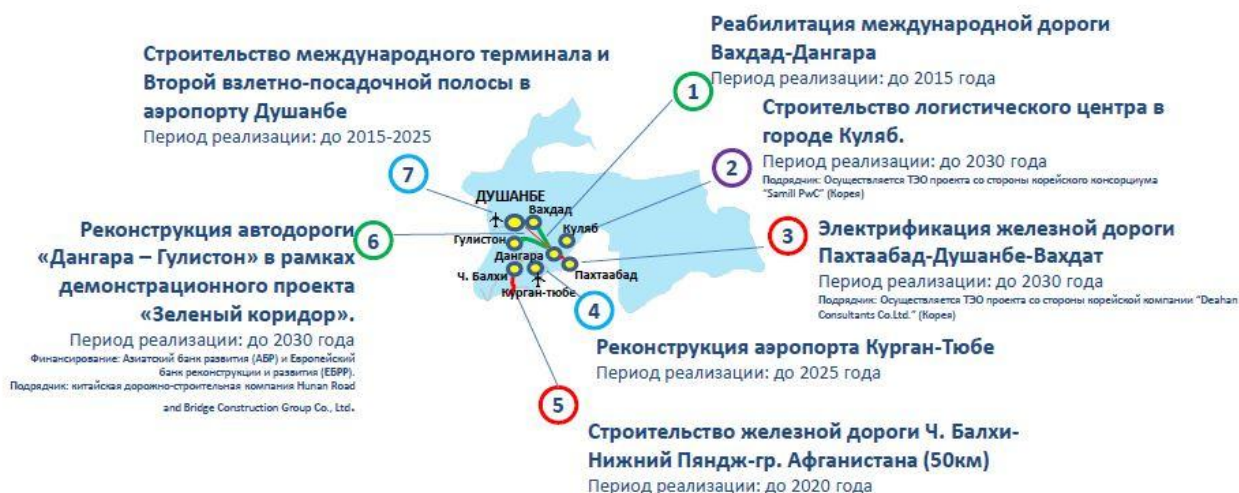 Реабилитация международной дороги
Вахдад-Дангара
Период реализации: до 2015 года
1
Строительство международного терминала и
Второй взлетно-посадочной полосы в
аэропорту Душанбе
Период реализации: до 2015-2025
7
Строительство логистического центра в
городе Куляб.
Период реализации: до 2030 года
Подрядчик: Осуществляется ТЭО проекта со стороны корейского консорциума
"Samill PwC" (Корея)
2
ДУШАНБЕ
Вахдад
Гулистон
Куляб
Дангара
Ч. Балхи
Пахтаабад
Курган-тюбе
Реконструкция автодороги
«Дангара – Гулистон» в рамках
демонстрационного проекта
«Зеленый коридор».
Период реализации: до 2030 года
Финансирование: Азиатский банк развития (АБР) и Европейский
банк реконструкции и развития (ЕБРР).
Подрядчик: китайская дорожно-строительная компания Hunan Road
and Bridge Construction Group Co., Ltd.
6
3
Электрификация железной дороги
Пахтаабад-Душанбе-Вахдат
Период реализации: до 2030 года
Подрядчик: Осуществляется ТЭО проекта со стороны корейской компании "Deahan
Consultants Co.Ltd." (Корея)
4
Реконструкция аэропорта Курган-Тюбе
Период реализации: до 2025 года
5
Строительство железной дороги Ч. Балхи-
Нижний Пяндж-гр. Афганистана (50км)
Период реализации: до 2020 года